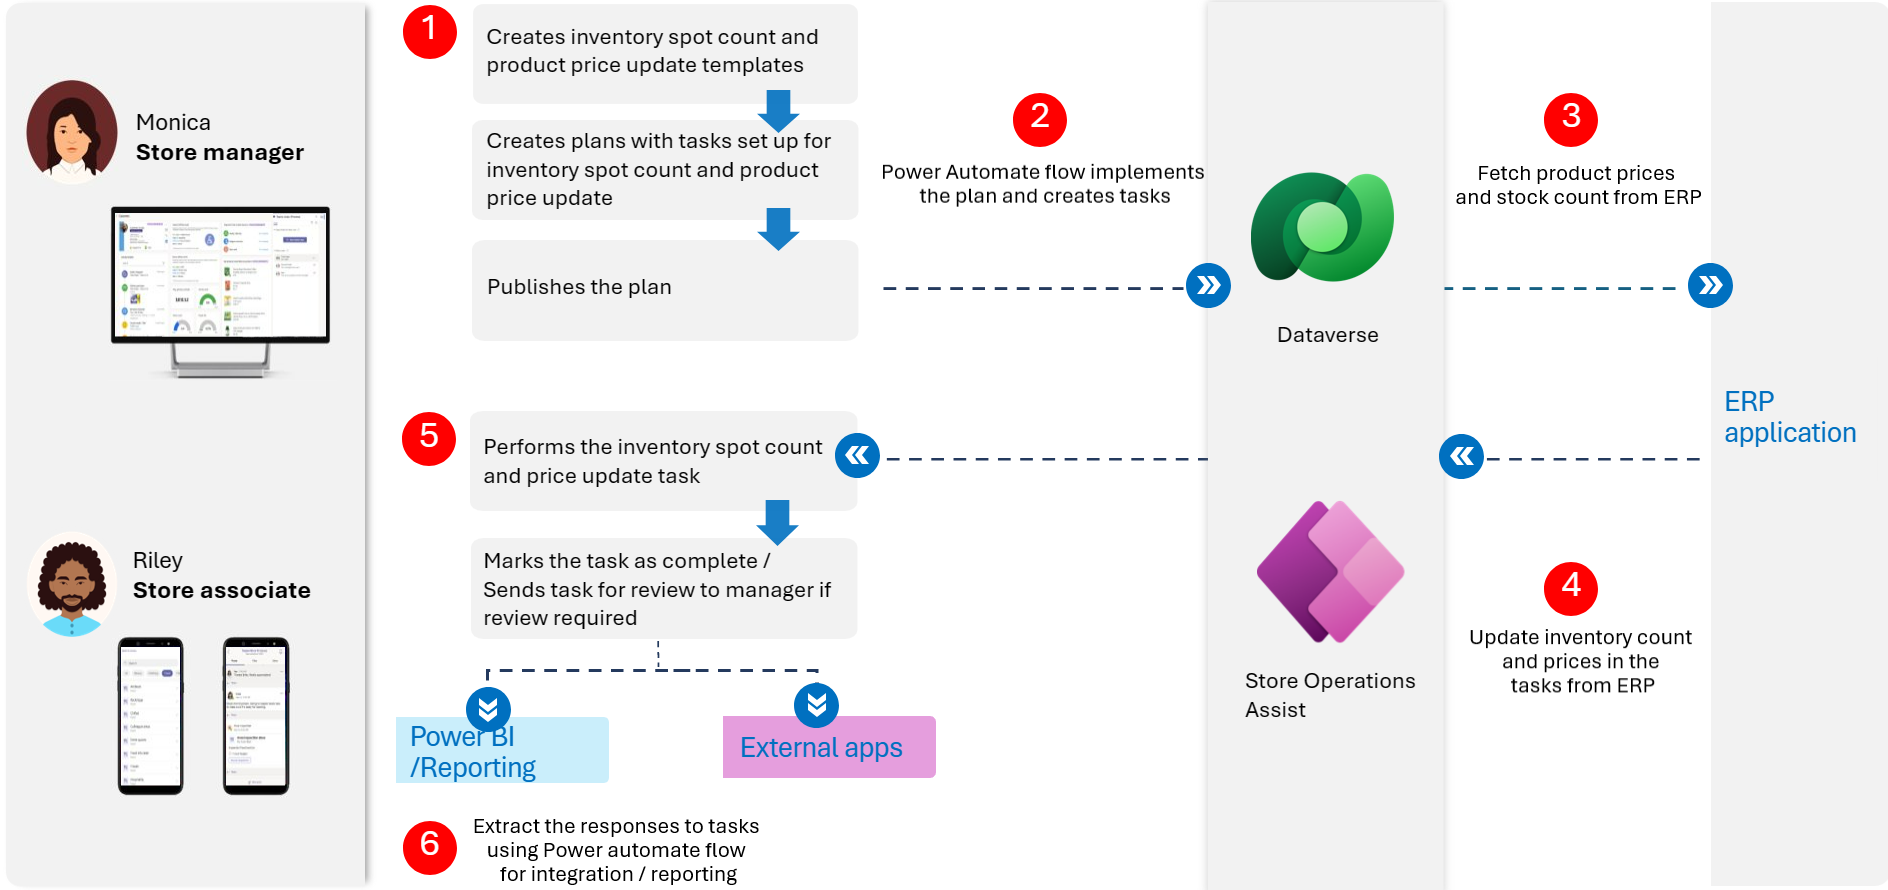 Monica
Store manager
Riley
Store associate
1
Creates inventory spot count and
product price update templates
Creates plans with tasks set up for
inventory spot count and product
price update
Publishes the plan
2
Power Automate flow implements
the plan and creates tasks
Dataverse
3
Fetch product prices
and stock count from ERP
ERP
application
4
Update inventory count
and prices in the
tasks from ERP
Store Operations
Assist
5
Performs the inventory spot count
and price update task
Marks the task as complete /
Sends task for review to manager if
review required
Power BI
/Reporting
External apps
6
Extract the responses to tasks
using Power automate flow
for integration / reporting